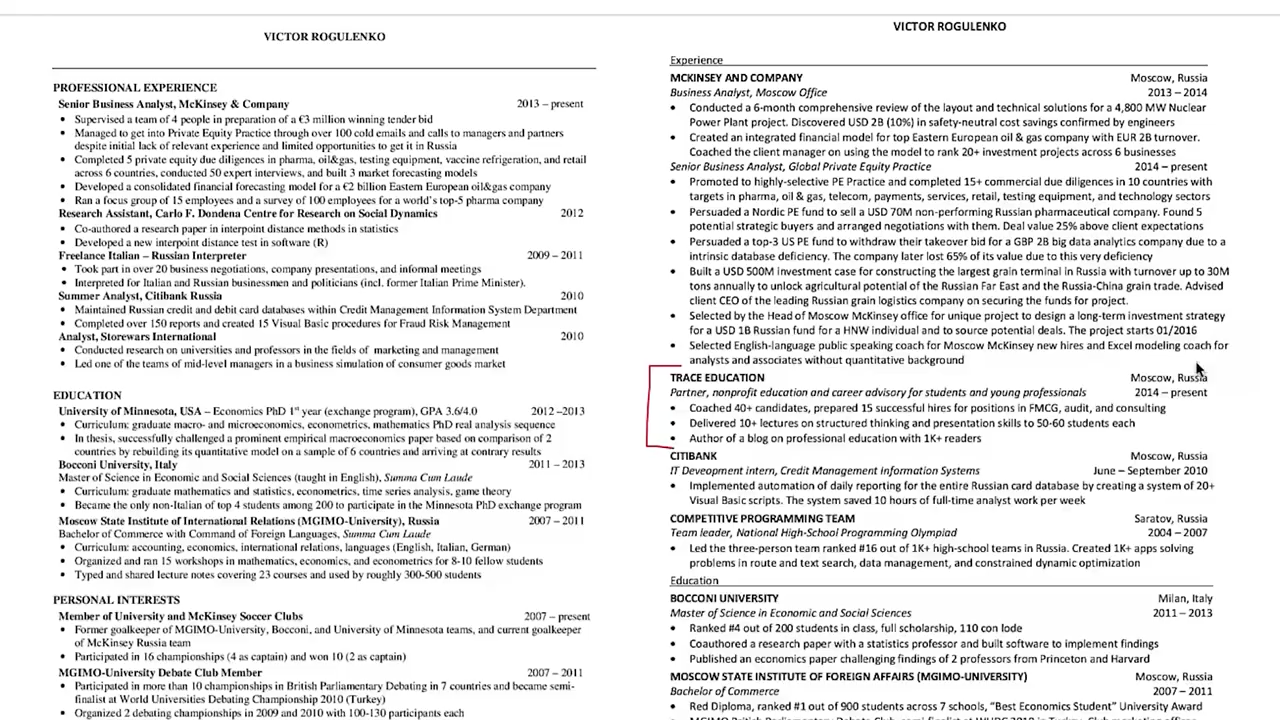 VICTOR ROGULENKO
PROFESSIONAL EXPERIENCE
Senior Business Analyst, McKinsey & Company 2013 – present
• Supervised a team of 4 people in preparation of a €3 million winning tender bid
• Managed to get into Private Equity Practice through over 100 cold emails and calls to managers and partners
despite initial lack of relevant experience and limited opportunities to get it in Russia
• Completed 5 private equity due diligences in pharma, oil&gas, testing equipment, vaccine refrigeration, and retail
across 6 countries, conducted 50 expert interviews, and built 3 market forecasting models
• Developed a consolidated financial forecasting model for a €2 billion Eastern European oil&gas company
• Ran a focus group of 15 employees and a survey of 100 employees for a world's top-5 pharma company
Research Assistant, Carlo F. Dondena Centre for Research on Social Dynamics 2012
• Co-authored a research paper in interpoint distance methods in statistics
• Developed a new interpoint distance test in software (R)
Freelance Italian – Russian Interpreter 2009 – 2011
• Took part in over 20 business negotiations, company presentations, and informal meetings
• Interpreted for Italian and Russian businessmen and politicians (incl. former Italian Prime Minister).
Summer Analyst, Citibank Russia 2010
• Maintained Russian credit and debit card databases within Credit Management Information System Department
• Completed over 150 reports and created 15 Visual Basic procedures for Fraud Risk Management
Analyst, Storewars International 2010
• Conducted research on universities and professors in the fields of marketing and management
• Led one of the teams of mid-level managers in a business simulation of consumer goods market
EDUCATION
University of Minnesota, USA – Economics PhD 1st year (exchange program), GPA 3.6/4.0 2012 –2013
• Curriculum: graduate macro- and microeconomics, econometrics, mathematics PhD real analysis sequence
• In thesis, successfully challenged a prominent empirical macroeconomics paper based on comparison of 2
countries by rebuilding its quantitative model on a sample of 6 countries and arriving at contrary results
Bocconi University, Italy 2011 – 2013
Master of Science in Economic and Social Sciences (taught in English), Summa Cum Laude
• Curriculum: graduate mathematics and statistics, econometrics, time series analysis, game theory
• Became the only non-Italian of top 4 students among 200 to participate in the Minnesota PhD exchange program
Moscow State Institute of International Relations (MGIMO-University), Russia 2007 – 2011
Bachelor of Commerce with Command of Foreign Languages, Summa Cum Laude
• Curriculum: accounting, economics, international relations, languages (English, Italian, German)
• Organized and ran 15 workshops in mathematics, economics, and econometrics for 8-10 fellow students
• Typed and shared lecture notes covering 23 courses and used by roughly 300-500 students
PERSONAL INTERESTS
Member of University and McKinsey Soccer Clubs 2007 – present
• Former goalkeeper of MGIMO-University, Bocconi, and University of Minnesota teams, and current goalkeeper
of McKinsey Russia team
• Participated in 16 championships (4 as captain) and won 10 (2 as captain)
MGIMO-University Debate Club Member 2007 – 2011
• Participated in more than 10 championships in British Parliamentary Debating in 7 countries and became semi-
finalist at World Universities Debating Championship 2010 (Turkey)
• Organized 2 debating championships in 2009 and 2010 with 100-130 participants each
VICTOR ROGULENKO
Experience
MCKINSEY AND COMPANY Moscow, Russia
Business Analyst, Moscow Office 2013 – 2014
• Conducted a 6-month comprehensive review of the layout and technical solutions for a 4,800 MW Nuclear
Power Plant project. Discovered USD 2B (10%) in safety-neutral cost savings confirmed by engineers
• Created an integrated financial model for top Eastern European oil & gas company with EUR 2B turnover.
Coached the client manager on using the model to rank 20+ investment projects across 6 businesses
Senior Business Analyst, Global Private Equity Practice 2014 – present
• Promoted to highly-selective PE Practice and completed 15+ commercial due diligences in 10 countries with
targets in pharma, oil & gas, telecom, payments, services, retail, testing equipment, and technology sectors
• Persuaded a Nordic PE fund to sell a USD 70M non-performing Russian pharmaceutical company. Found 5
potential strategic buyers and arranged negotiations with them. Deal value 25% above client expectations
• Persuaded a top-3 US PE fund to withdraw their takeover bid for a GBP 2B big data analytics company due to a
intrinsic database deficiency. The company later lost 65% of its value due to this very deficiency
• Built a USD 500M investment case for constructing the largest grain terminal in Russia with turnover up to 30M
tons annually to unlock agricultural potential of the Russian Far East and the Russia-China grain trade. Advised
client CEO of the leading Russian grain logistics company on securing the funds for project.
• Selected by the Head of Moscow McKinsey office for unique project to design a long-term investment strategy
for a USD 1B Russian fund for a HNW individual and to source potential deals. The project starts 01/2016
• Selected English-language public speaking coach for Moscow McKinsey new hires and Excel modeling coach for
analysts and associates without quantitative background
TRACE EDUCATION Moscow, Russia
Partner, nonprofit education and career advisory for students and young professionals 2014 – present
• Coached 40+ candidates, prepared 15 successful hires for positions in FMCG, audit, and consulting
• Delivered 10+ lectures on structured thinking and presentation skills to 50-60 students each
• Author of a blog on professional education with 1K+ readers
CITIBANK Moscow, Russia
IT Deveopment intern, Credit Management Information Systems June – September 2010
• Implemented automation of daily reporting for the entire Russian card database by creating a system of 20+
Visual Basic scripts. The system saved 10 hours of full-time analyst work per week
COMPETITIVE PROGRAMMING TEAM Saratov, Russia
Team leader, National High-School Programming Olympiad 2004 – 2007
• Led the three-person team ranked #16 out of 1K+ high-school teams in Russia. Created 1K+ apps solving
problems in route and text search, data management, and constrained dynamic optimization
Education
BOCCONI UNIVERSITY Milan, Italy
Master of Science in Economic and Social Sciences 2011 – 2013
• Ranked #4 out of 200 students in class, full scholarship, 110 con lode
• Coauthored a research paper with a statistics professor and built software to implement findings
• Published an economics paper challenging findings of 2 professors from Princeton and Harvard
MOSCOW STATE INSTITUTE OF FOREIGN AFFAIRS (MGIMO-UNIVERSITY) Moscow, Russia
Bachelor of Commerce 2007 – 2011
• Red Diploma, ranked #1 out of 900 students across 7 schools, "Best Economics Student" University Award